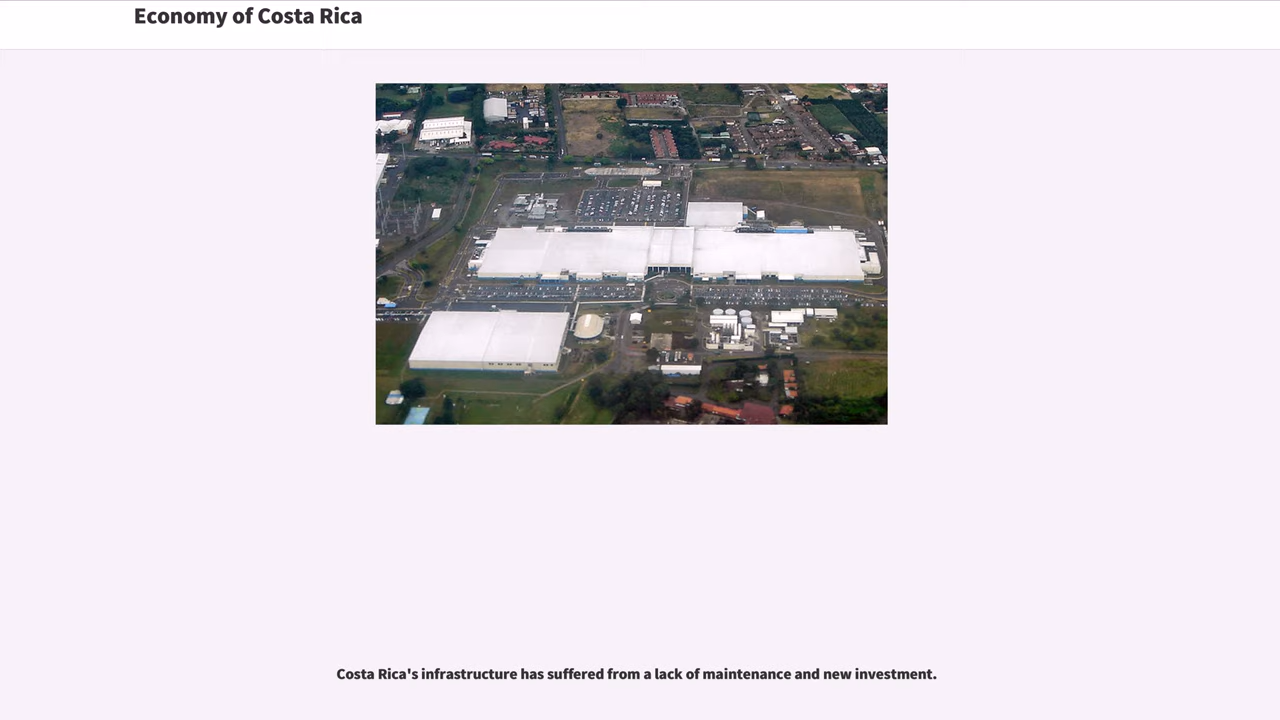 Economy of Costa Rica
Costa Rica's infrastructure has suffered from a lack of maintenance and new investment.